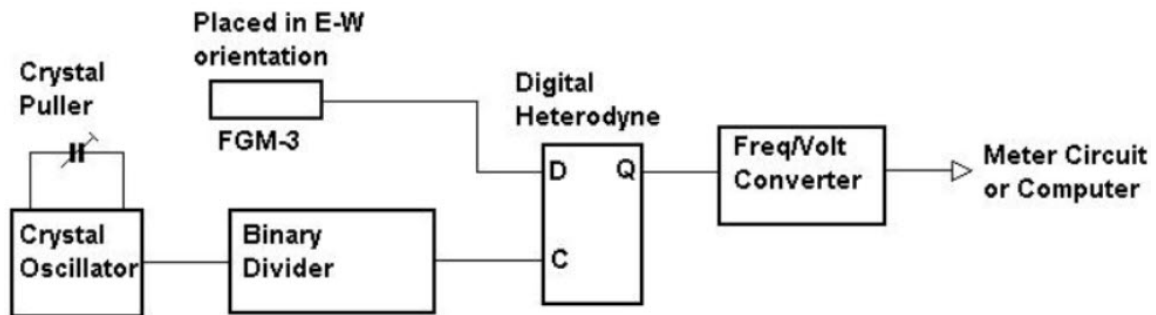 Placed in E-W
orientation
Crystal
Puller
FGM-3
Digital
Heterodyne
D
Q
C
Freq/Volt
Converter
Meter Circuit
or Computer
Crystal
Oscillator
Binary
Divider